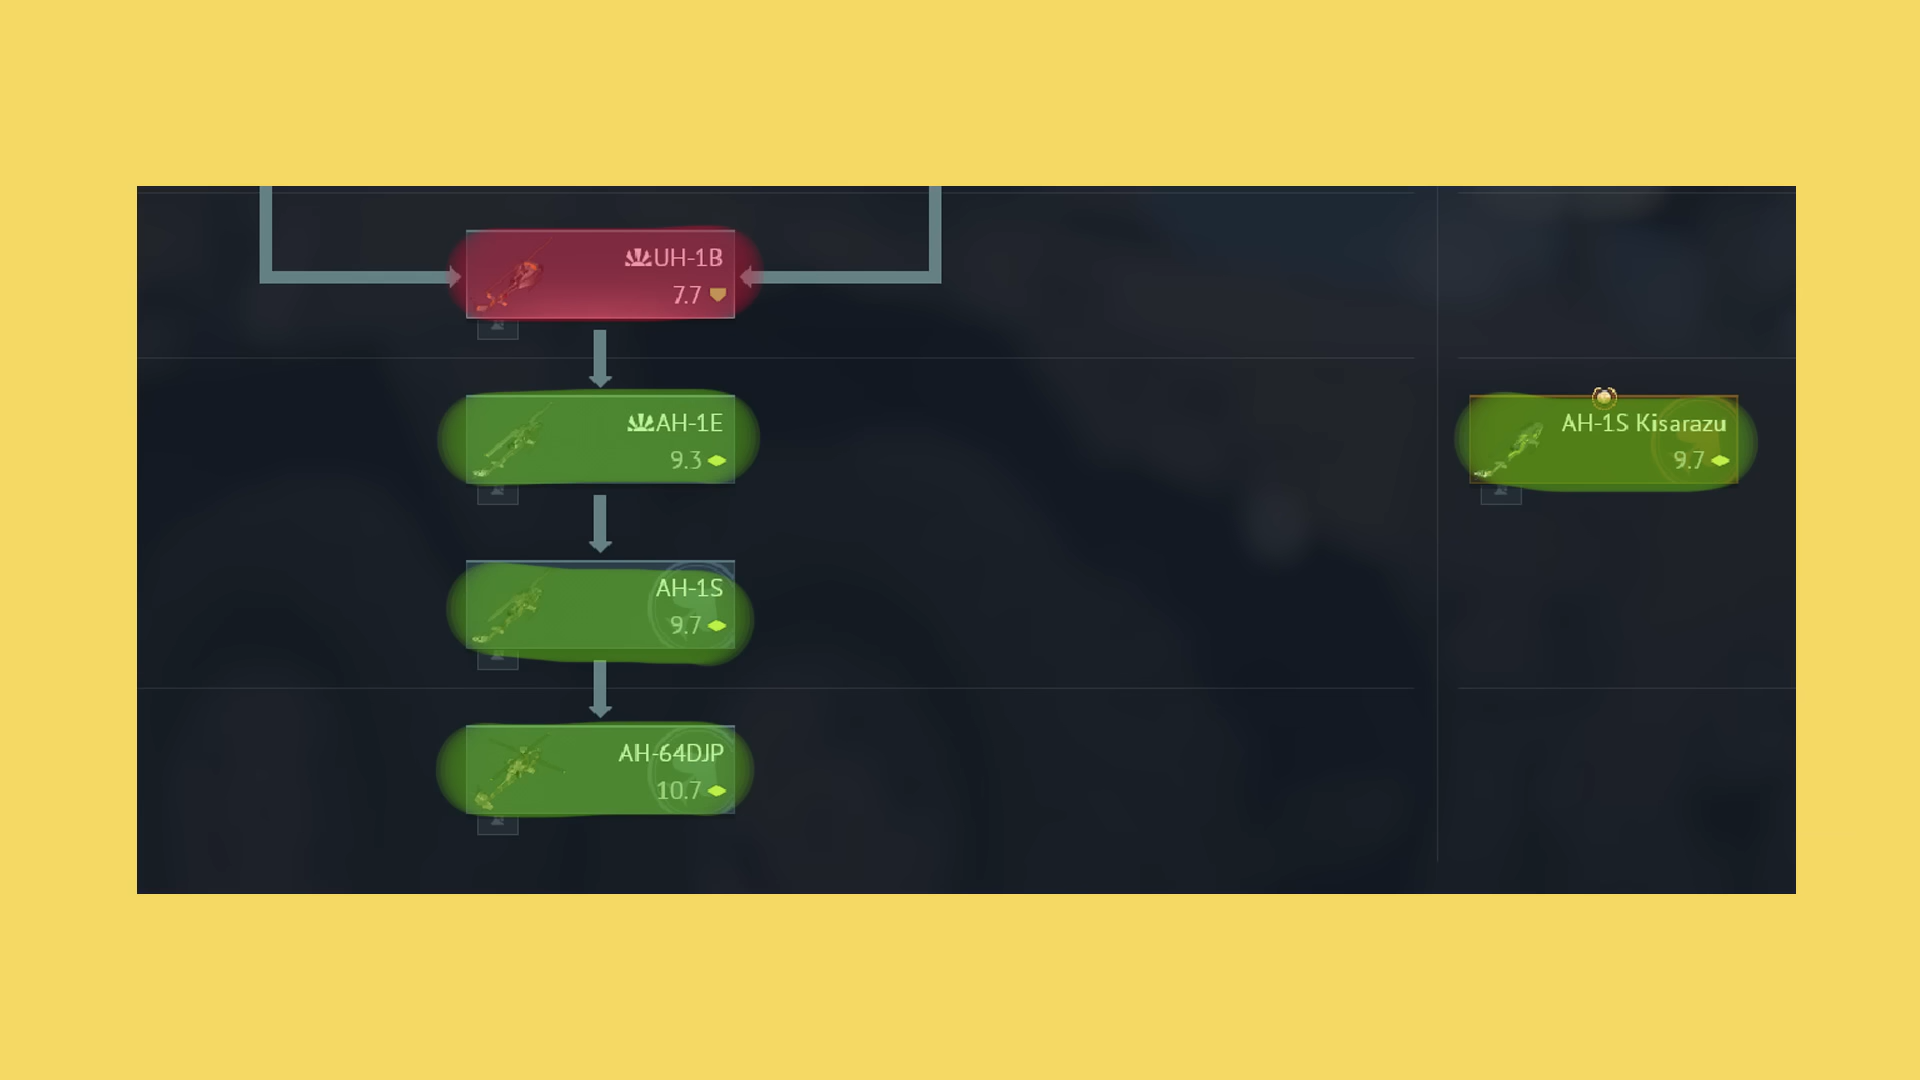 UH-1B
7.7
AH-1E
9.3
AH-1S Kisarazu
9.7
AH-1S
9.7
AH-64DJP
10.7